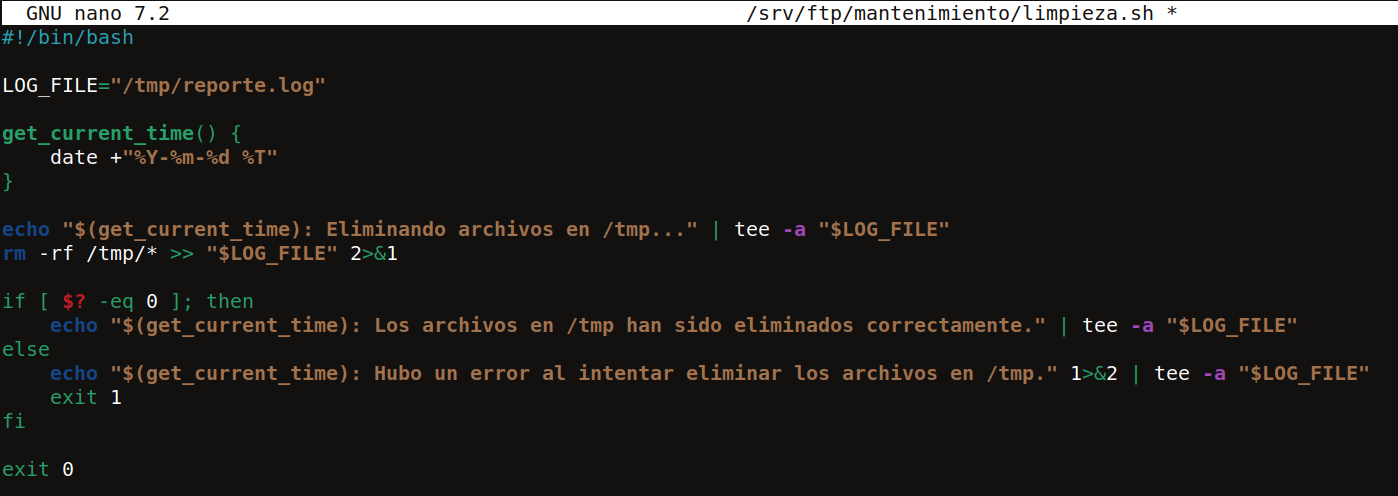 GNU nano 7.2 /srv/ftp/mantenimiento/limpieza.sh *
#!/bin/bash

LOG_FILE="/tmp/reporte.log"

get_current_time() {
    date +"%Y-%m-%d %T"
}

echo "$(get_current_time): Eliminando archivos en /tmp..." | tee -a "$LOG_FILE"
rm -rf /tmp/* >> "$LOG_FILE" 2>&1

if [ $? -eq 0 ]; then
    echo "$(get_current_time): Los archivos en /tmp han sido eliminados correctamente." | tee -a "$LOG_FILE"
else
    echo "$(get_current_time): Hubo un error al intentar eliminar los archivos en /tmp." 1>&2 | tee -a "$LOG_FILE"
    exit 1
fi

exit 0